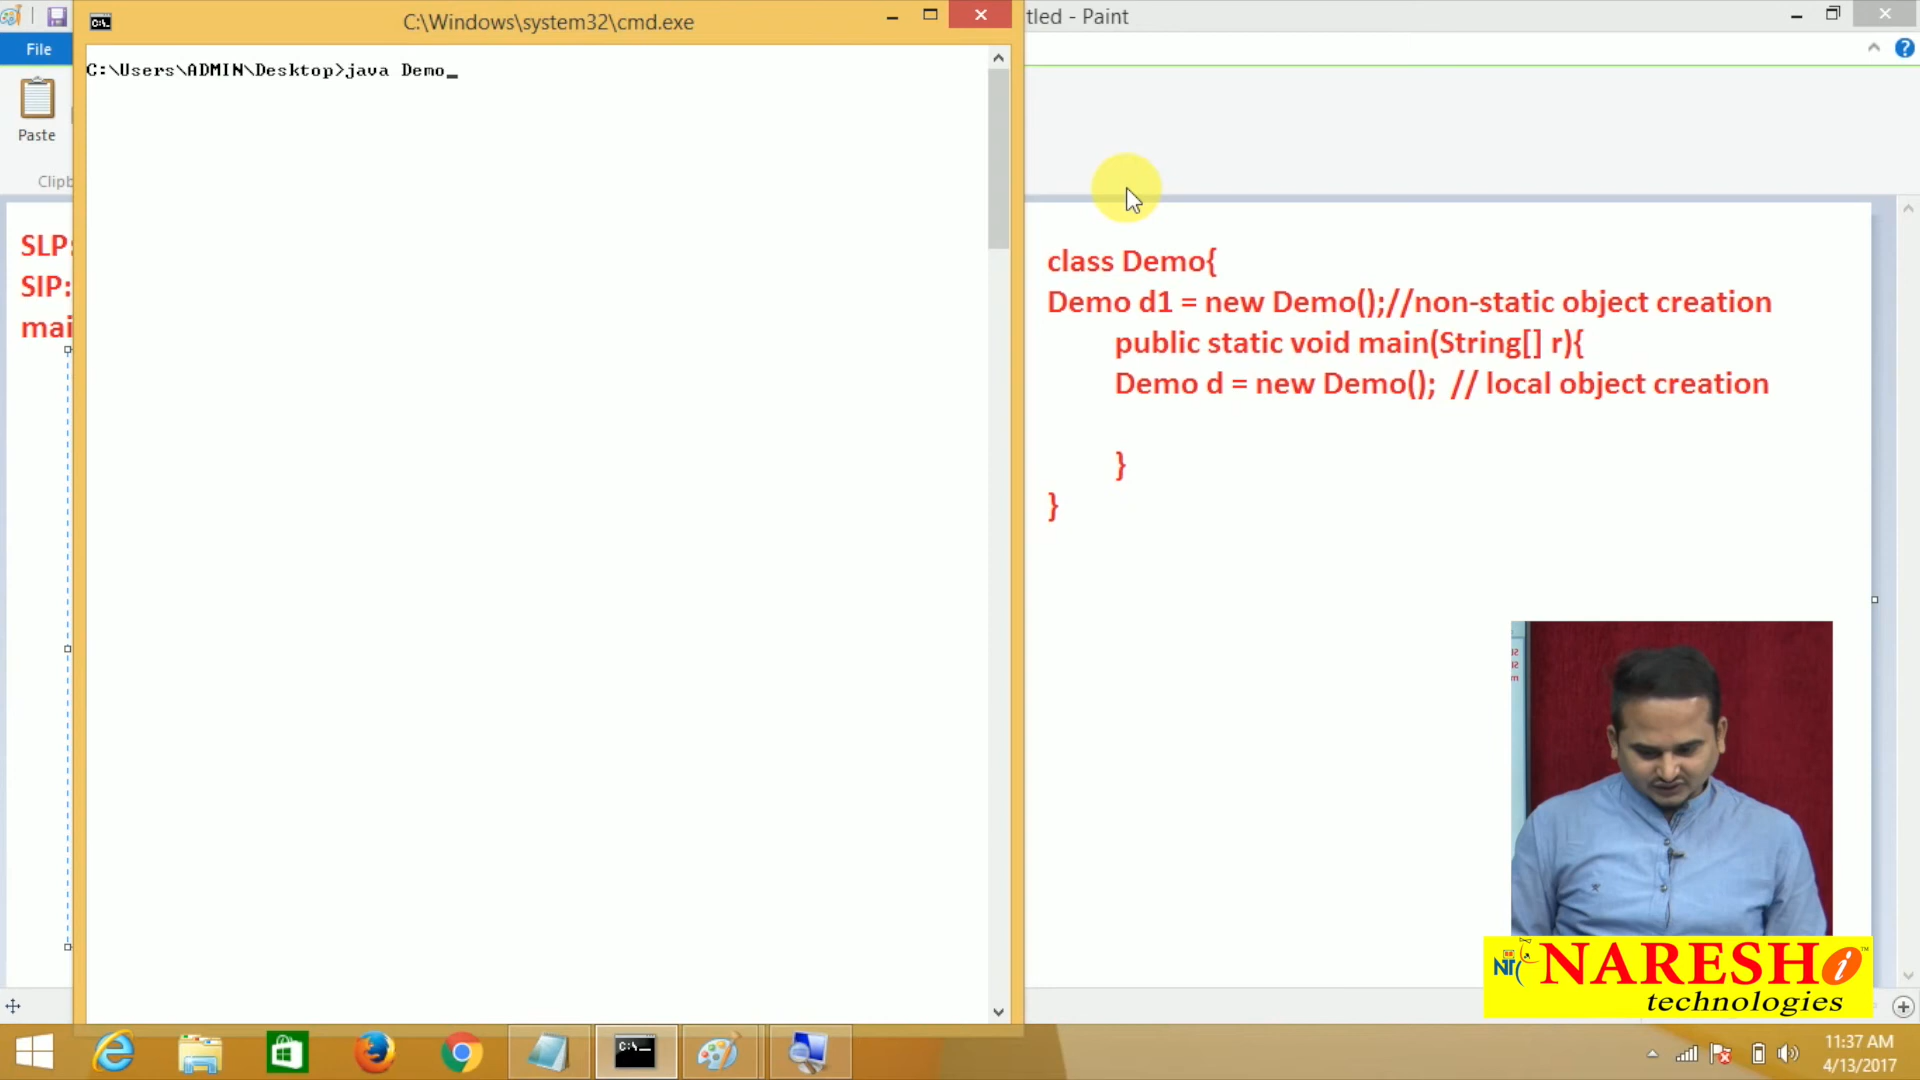 C:\Windows\system32\cmd.exe
tled - Paint
File
C:\Users\ADMIN\Desktop>java Demo_
Paste
Clipb
SLP:
SIP:
mai
class Demo{
Demo d1 = new Demo();//non-static object creation
public static void main(String[] r){
Demo d = new Demo(); // local object creation
}
}
NARESH i
technologies
11:37 AM
4/13/2017